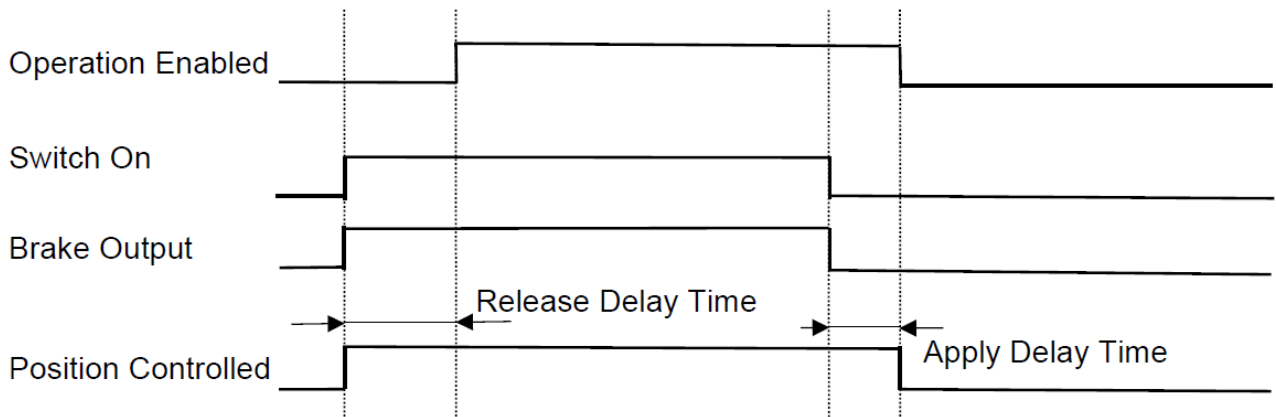 Operation Enabled
Switch On
Brake Output
Release Delay Time
Apply Delay Time
Position Controlled